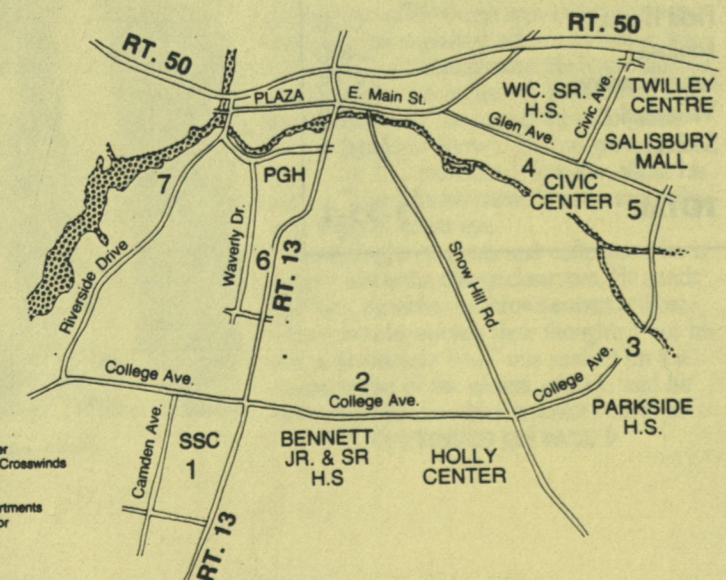 RT. 50
RT. 50
PLAZA
E. Main St.
WIC. SR.
H.S.
Civic Ave.
TWILLEY
CENTRE
Glen Ave.
SALISBURY
MALL
7
PGH
4
CIVIC
CENTER
5
Waverly Dr.
6
RT. 13
Snow Hill Rd.
Riverside Drive
3
College Ave.
2
College Ave.
College Ave.
PARKSIDE
H.S.
Camden Ave.
SSC
1
BENNETT
JR. & SR
H.S
HOLLY
CENTER
Crosswinds
RT. 13